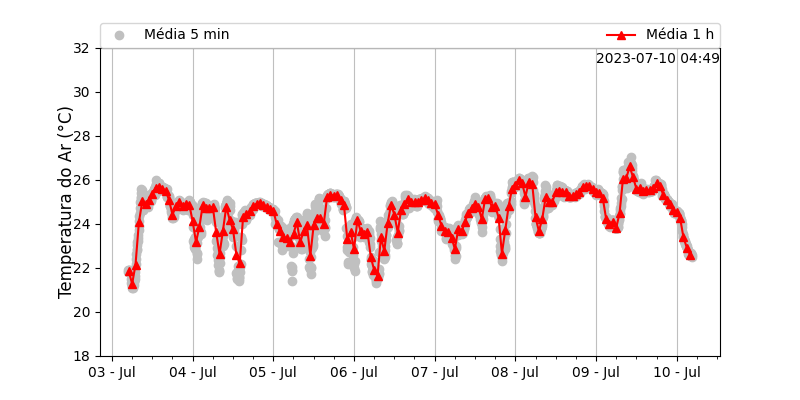 Média 5 min
Média 1 h
2023-07-10 04:49
Temperatura do Ar (°C)
32
30
28
26
24
22
20
18
03 - Jul
04 - Jul
05 - Jul
06 - Jul
07 - Jul
08 - Jul
09 - Jul
10 - Jul